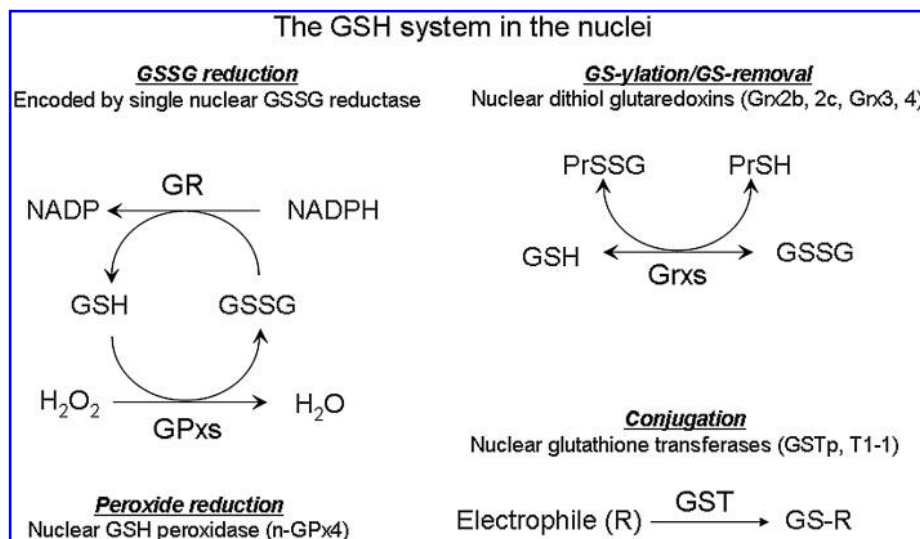 The GSH system in the nuclei
GSSG reduction
Encoded by single nuclear GSSG reductase
GR
NADP
NADPH
GSH
GSSG
H₂O₂
H₂O
GPxs
Peroxide reduction
Nuclear GSH peroxidase (n-GPx4)
GS-ylation/GS-removal
Nuclear dithiol glutaredoxins (Grx2b, 2c, Grx3, 4)
PrSSG
PrSH
GSH
GSSG
Grxs
Conjugation
Nuclear glutathione transferases (GSTp, T1-1)
GST
Electrophile (R)
GS-R